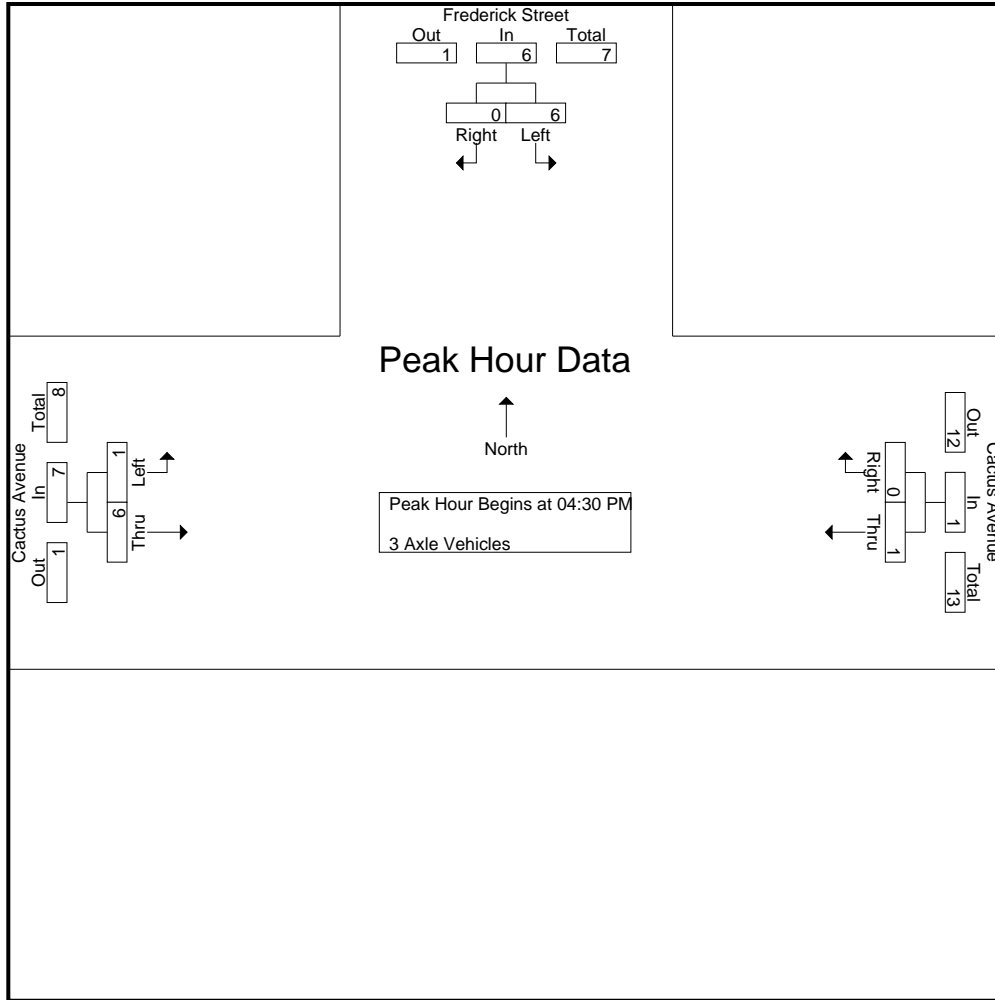 Frederick Street
Out In Total
1 6 7
0 6
Right Left
Peak Hour Data
North
Peak Hour Begins at 04:30 PM
3 Axle Vehicles
Cactus Avenue
Total In Out
8 7 1
1 6
Left Thru
Cactus Avenue
Out In Total
12 1 13
0 1
Right Thru